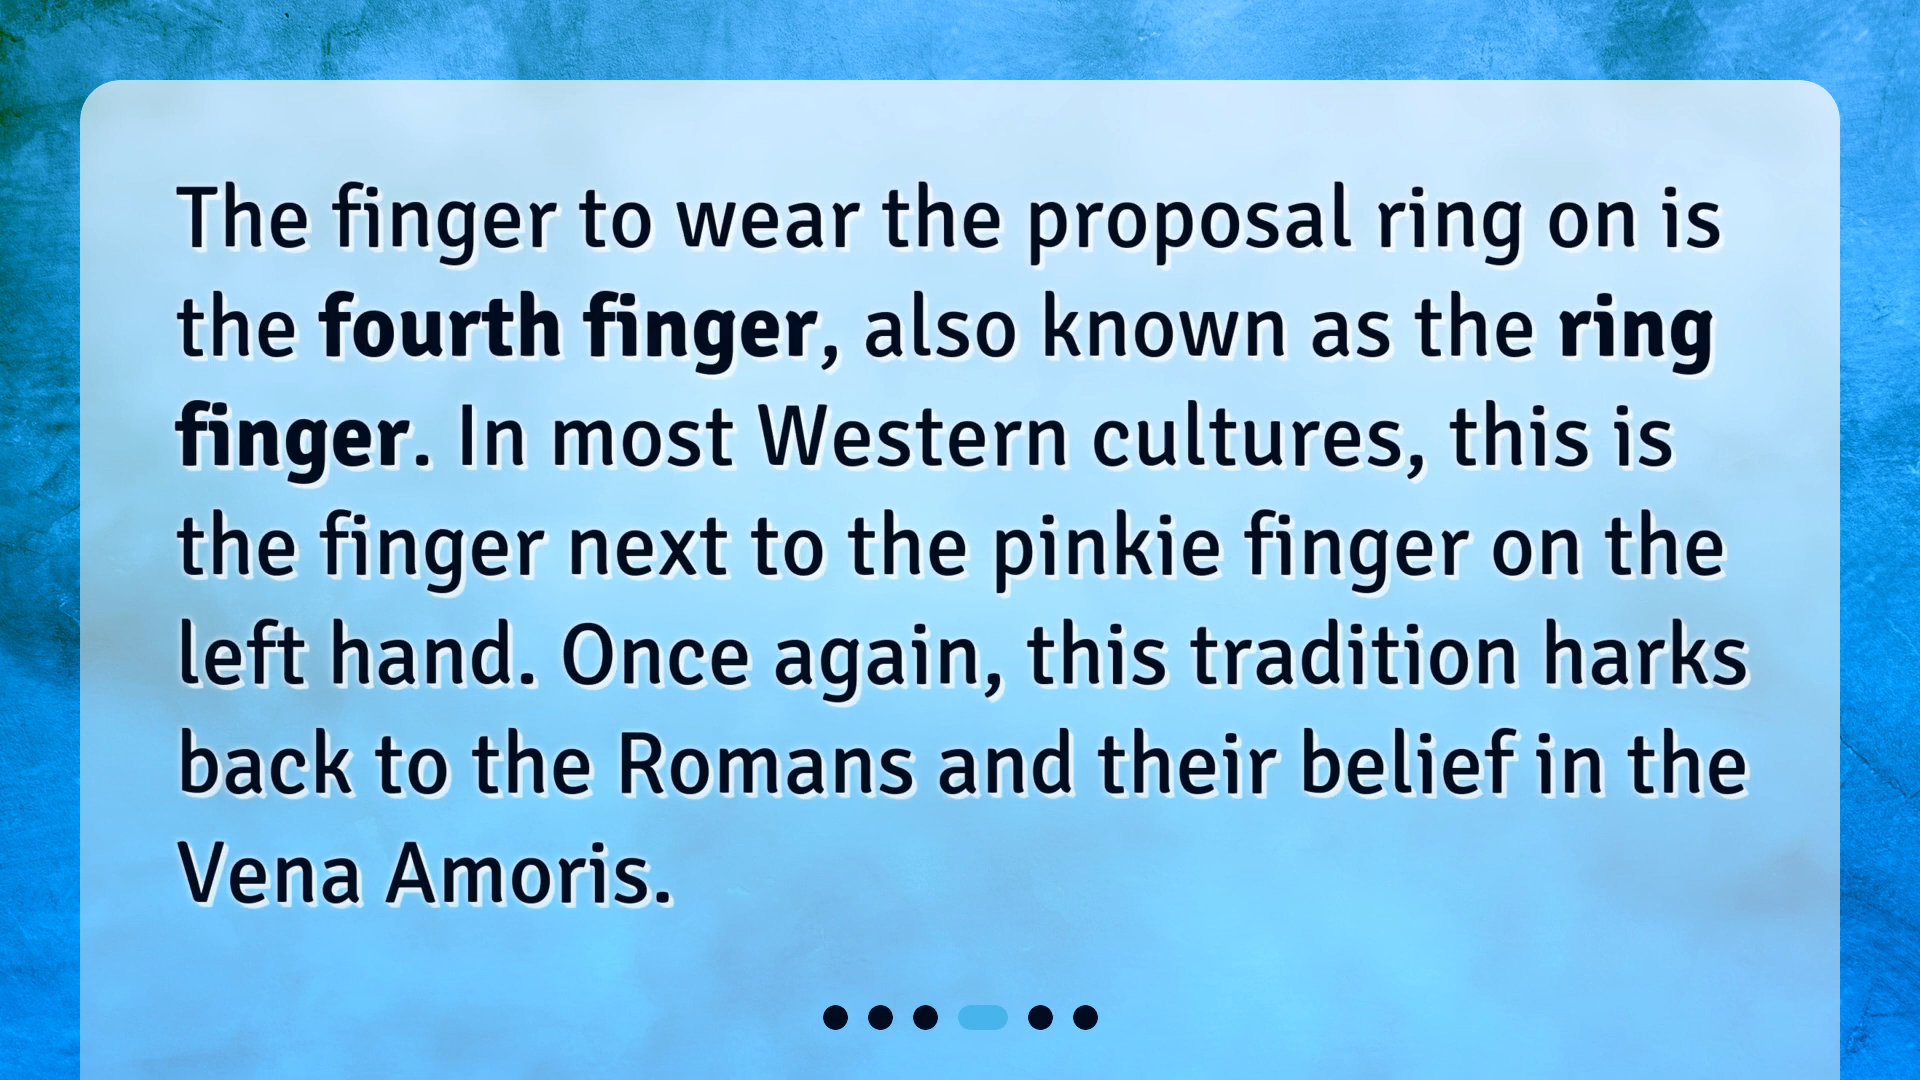 The finger to wear the proposal ring on is
the fourth finger, also known as the ring
finger. In most Western cultures, this is
the finger next to the pinkie finger on the
left hand. Once again, this tradition harks
back to the Romans and their belief in the
Vena Amoris.